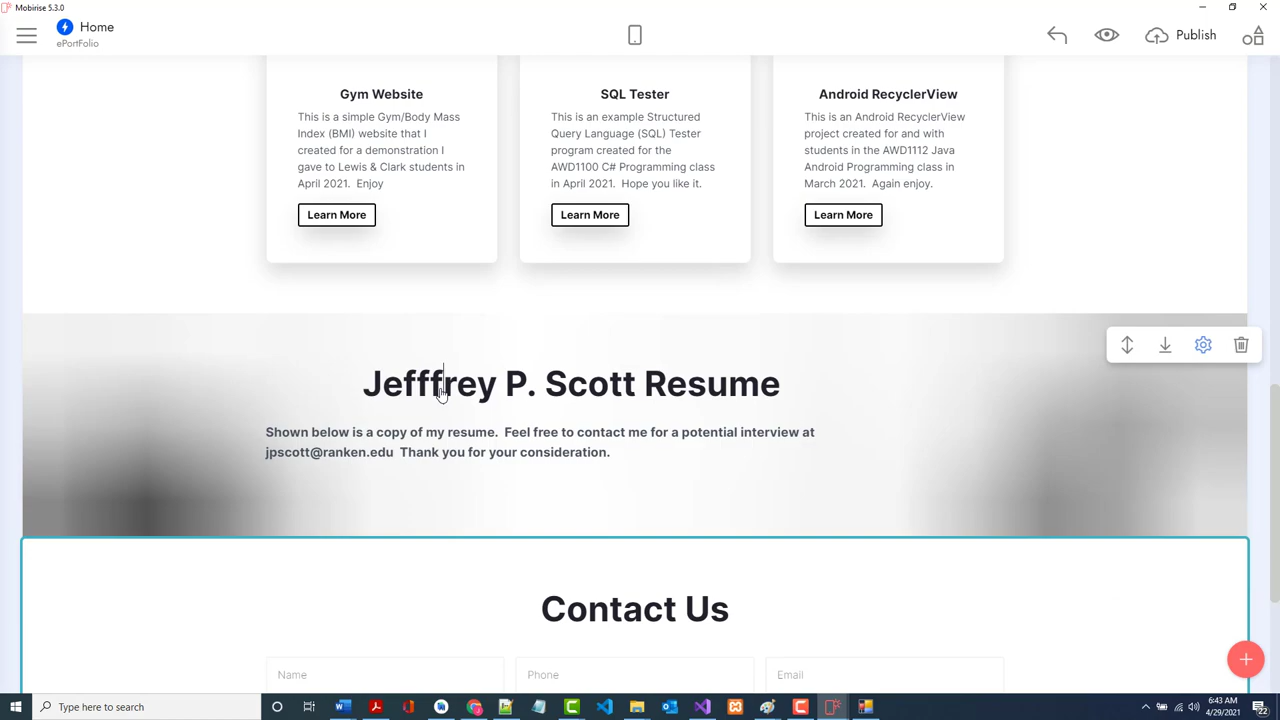 Mobirise 5.3.0
Home
ePortFolio
Publish
Gym Website
This is a simple Gym/Body Mass
Index (BMI) website that I
created for a demonstration I
gave to Lewis & Clark students in
April 2021.  Enjoy
Learn More
SQL Tester
This is an example Structured
Query Language (SQL) Tester
program created for the
AWD1100 C# Programming class
in April 2021.  Hope you like it.
Learn More
Android RecyclerView
This is an Android RecyclerView
project created for and with
students in the AWD1112 Java
Android Programming class in
March 2021.  Again enjoy.
Learn More
Jefffrey P. Scott Resume
Shown below is a copy of my resume.  Feel free to contact me for a potential interview at
jpscott@ranken.edu  Thank you for your consideration.
Contact Us
Name
Phone
Email
Type here to search
6:43 AM
4/29/2021
22